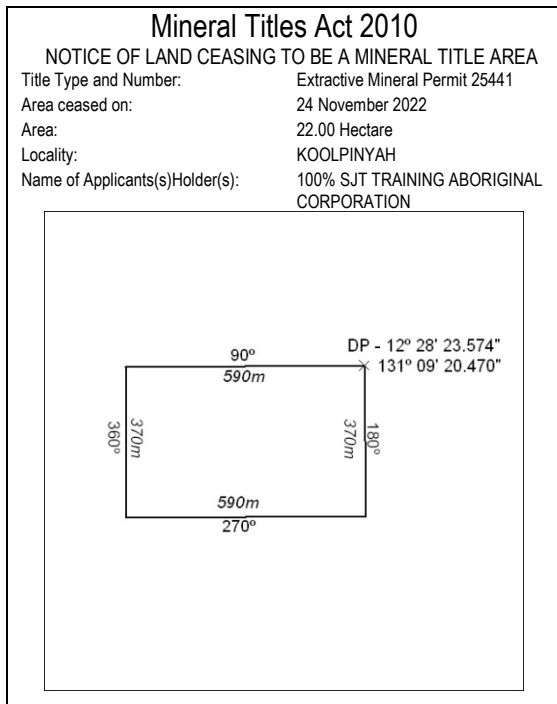 Mineral Titles Act 2010
NOTICE OF LAND CEASING TO BE A MINERAL TITLE AREA
Title Type and Number: Extractive Mineral Permit 25441
Area ceased on: 24 November 2022
Area: 22.00 Hectare
Locality: KOOLPINYAH
Name of Applicants(s)Holder(s): 100% SJT TRAINING ABORIGINAL
CORPORATION
DP - 12º 28' 23.574"
131º 09' 20.470"
90º
590m
360º
370m
370m
180º
590m
270º